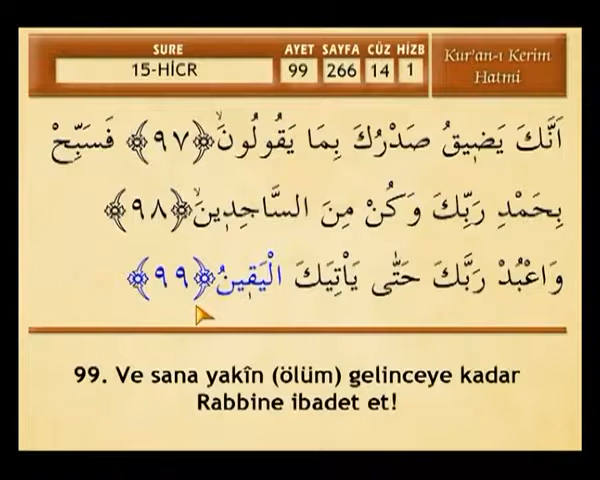 SURE AYET SAYFA CÜZ HİZB
15-HİCR 99 266 14 1
Kur'an-ı Kerim
Hatmi
اَنَّكَ يَضٖيقُ صَدْرُكَ بِمَا يَقُولُونَۙ ﴿٩٧﴾ فَسَبِّحْ
بِحَمْدِ رَبِّكَ وَكُنْ مِنَ السَّاجِدٖينَۙ ﴿٩٨﴾
وَاعْبُدْ رَبَّكَ حَتّٰى يَأْتِيَكَ الْيَقٖينُ ﴿٩٩﴾
99. Ve sana yakîn (ölüm) gelinceye kadar
Rabbine ibadet et!